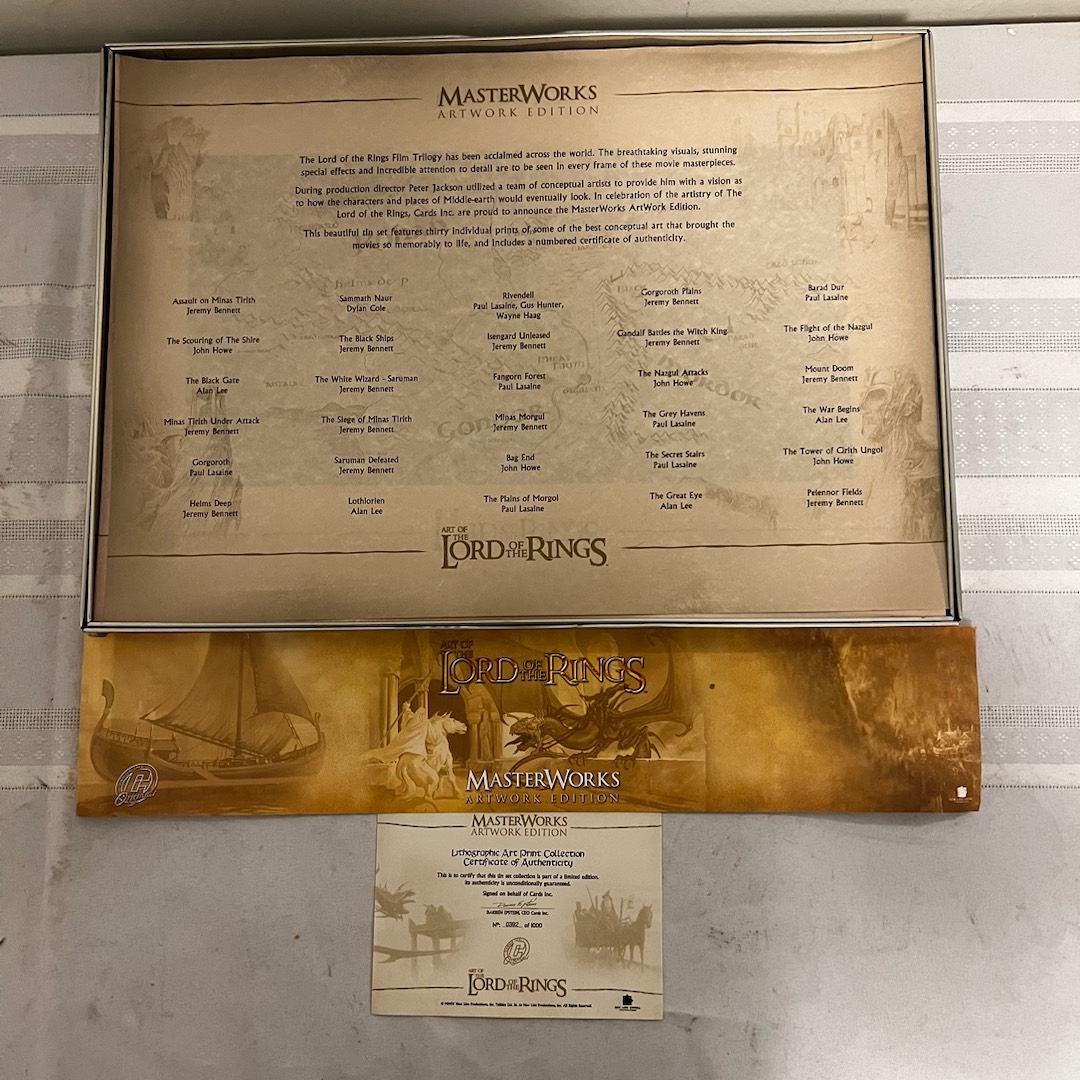 MASTERWORKS
ARTWORK EDITION
The Lord of the Rings Film Trilogy has been acclaimed across the world. The breathtaking visuals, stunning
special effects and incredible attention to detail are to be seen in every frame of these movie masterpieces.
During production director Peter Jackson utilized a team of conceptual artists to provide him with a vision as
to how the characters and places of Middle-earth would eventually look. In celebration of the artistry of The
Lord of the Rings, Cards Inc. are proud to announce the MasterWorks ArtWork Edition.
This beautiful tin set features thirty individual prints of some of the best conceptual art that brought the
movies so memorably to life, and includes a numbered certificate of authenticity.
Assault on Minas Tirith
Jeremy Bennett
The Scouring of The Shire
John Howe
The Black Gate
Alan Lee
Minas Tirith Under Attack
Jeremy Bennett
Gorgoroth
Paul Lasaine
Helms Deep
Jeremy Bennett
Sammath Naur
Dylan Cole
The Black Ships
Jeremy Bennett
The White Wizard - Saruman
Jeremy Bennett
The Siege of Minas Tirith
Jeremy Bennett
Saruman Defeated
Jeremy Bennett
Lothlorien
Alan Lee
Rivendell
Paul Lasaine, Gus Hunter,
Wayne Haag
Isengard Unleased
Jeremy Bennett
Fangorn Forest
Paul Lasaine
Minas Morgul
Jeremy Bennett
Bag End
John Howe
The Plains of Morgol
Paul Lasaine
Gorgoroth Plains
Jeremy Bennett
Gandalf Battles the Witch King
Jeremy Bennett
The Nazgul Attacks
John Howe
The Grey Havens
Paul Lasaine
The Secret Stairs
Paul Lasaine
The Great Eye
Alan Lee
Barad Dur
Paul Lasaine
The Flight of the Nazgul
John Howe
Mount Doom
Jeremy Bennett
The War Begins
Alan Lee
The Tower of Cirith Ungol
John Howe
Pelennor Fields
Jeremy Bennett
ART OF
THE
LORD OF THE RINGS
ART OF
THE
LORD OF THE RINGS
MASTERWORKS
ARTWORK EDITION
MASTERWORKS
ARTWORK EDITION
Lithographic Art Print Collection
Certificate of Authenticity
This is to certify that this tin set collection is part of a limited edition,
its authenticity is unconditionally guaranteed.
Signed on behalf of Cards Inc.
DARREN EPSTEIN, CEO Cards Inc.
Nº: 0392 of 1000
ART OF
THE
LORD OF THE RINGS